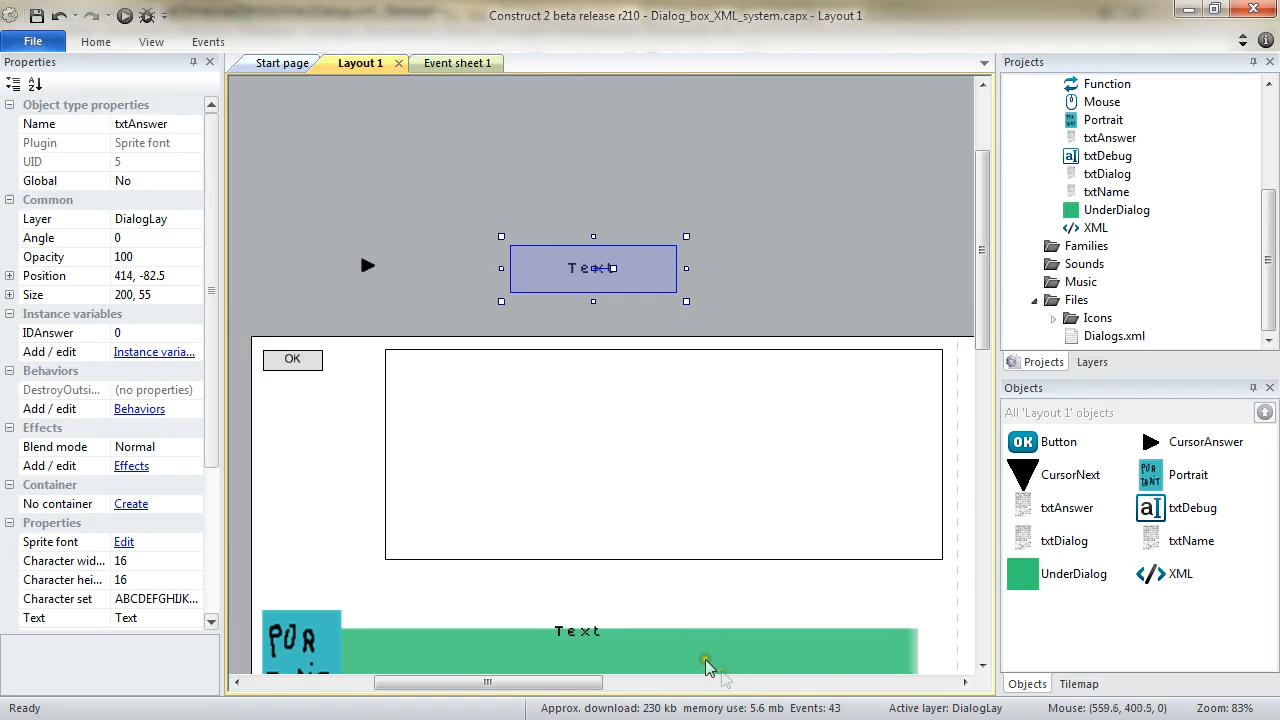 Construct 2 beta release r210 - Dialog_box_XML_system.capx - Layout 1
File Home View Events
Properties
Start page Layout 1 Event sheet 1
Projects
Object type properties
Name txtAnswer
Plugin Sprite font
UID 5
Global No
Common
Layer DialogLay
Angle 0
Opacity 100
Position 414, -82.5
Size 200, 55
Instance variables
IDAnswer 0
Add / edit Instance varia...
Behaviors
DestroyOutsi... (no properties)
Add / edit Behaviors
Effects
Blend mode Normal
Add / edit Effects
Container
No container Create
Properties
Sprite font Edit
Character wid... 16
Character hei... 16
Character set ABCDEFGHIJK...
Text Text
Text
OK
Text
POR
Function
Mouse
Portrait
txtAnswer
txtDebug
txtDialog
txtName
UnderDialog
XML
Families
Sounds
Music
Files
Icons
Dialogs.xml
Projects Layers
Objects
All 'Layout 1' objects
OK Button CursorAnswer
CursorNext POR TRAIT Portrait
txtAnswer aI txtDebug
txtDialog txtName
UnderDialog XML
Objects Tilemap
Ready Approx. download: 230 kb memory use: 5.6 mb Events: 43 Active layer: DialogLay Mouse: (559.6, 400.5, 0) Zoom: 83%